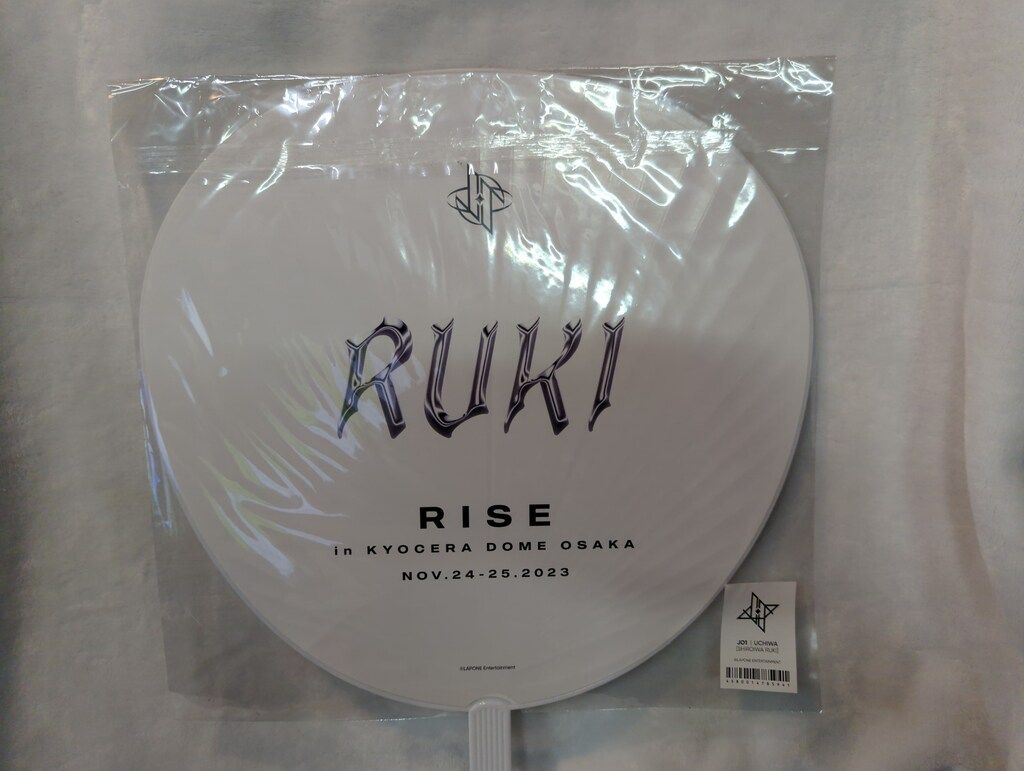 RUKI
RISE
in KYOCERA DOME OSAKA
NOV.24-25.2023
©LAPONE Entertainment
JO1 | UCHIWA
[SHIROIWA RUKI]
©LAPONE ENTERTAINMENT